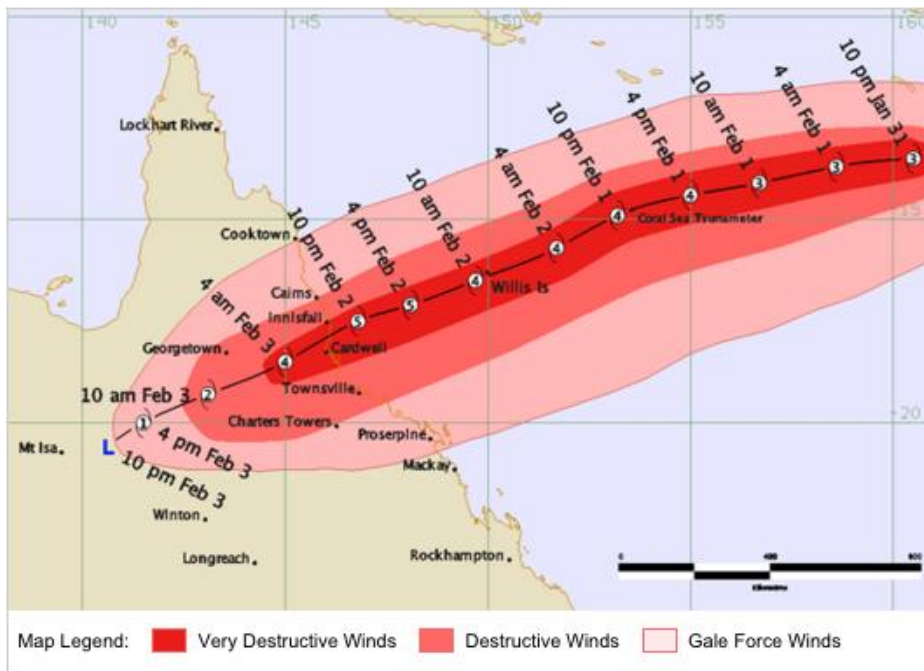 140
145
150
155
160
10 pm Jan 31
4 am Feb 1
10 am Feb 1
4 pm Feb 1
10 pm Feb 1
4 am Feb 2
10 am Feb 2
4 pm Feb 2
10 pm Feb 2
4 am Feb 3
10 am Feb 3
4 pm Feb 3
10 pm Feb 3
3
3
3
4
4
4
4
5
5
4
2
1
L
Lockhart River
15
Coral Sea Tsunameter
Cooktown
Willis Is
Cairns
Innisfail
Georgetown
Cardwell
Townsville
Charters Towers
20
Proserpine
Mt Isa
Mackay
Winton
Longreach
Rockhampton
0
400
800
Kilometres
Map Legend: Very Destructive Winds Destructive Winds Gale Force Winds